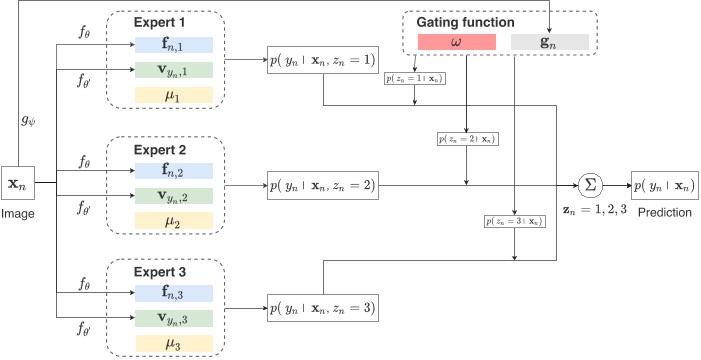 Expert 1
f_θ
f_{n,1}
f_{θ'}
v_{y_n,1}
μ_1
p( y_n ı x_n, z_n = 1)
Gating function
ω
g_n
p( z_n = 1 ı x_n)
g_ψ
p( z_n = 2 ı x_n)
Expert 2
f_θ
f_{n,2}
f_{θ'}
v_{y_n,2}
μ_2
p( y_n ı x_n, z_n = 2)
x_n
Image
Σ
z_n = 1, 2, 3
p( y_n ı x_n)
Prediction
p( z_n = 3 ı x_n)
Expert 3
f_θ
f_{n,3}
f_{θ'}
v_{y_n,3}
μ_3
p( y_n ı x_n, z_n = 3)